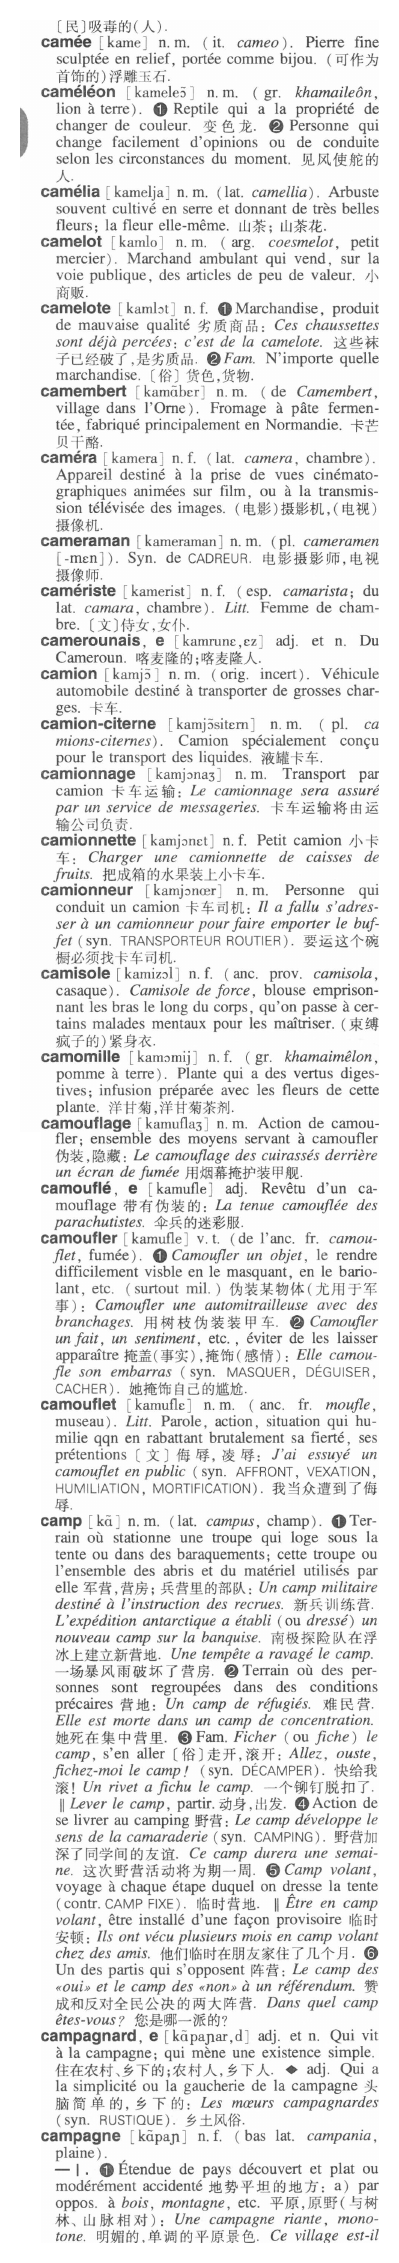 〔民〕吸毒的(人).
camée [kame] n. m. ( it. cameo ). Pierre fine
sculptée en relief, portée comme bijou. (可作为
首饰的)浮雕玉石.
caméléon [kameleɔ̃] n. m. ( gr. khamaileôn,
lion à terre). ❶ Reptile qui a la propriété de
changer de couleur. 变色龙. ❷ Personne qui
change facilement d'opinions ou de conduite
selon les circonstances du moment. 见风使舵的
人.
camélia [kamelja] n. m. (lat. camellia). Arbuste
souvent cultivé en serre et donnant de très belles
fleurs; la fleur elle-même. 山茶; 山茶花.
camelot [kamlo] n. m. ( arg. coesmelot, petit
mercier). Marchand ambulant qui vend, sur la
voie publique, des articles de peu de valeur. 小
商贩.
camelote [kamlɔt] n. f. ❶ Marchandise, produit
de mauvaise qualité 劣质商品: Ces chaussettes
sont déjà percées: c'est de la camelote. 这些袜
子已经破了,是劣质品. ❷ Fam. N'importe quelle
marchandise. 〔俗〕货色,货物.
camembert [kamɑ̃bɛr] n. m. ( de Camembert,
village dans l'Orne). Fromage à pâte fermen-
tée, fabriqué principalement en Normandie. 卡芒
贝干酪.
caméra [kamera] n. f. ( lat. camera, chambre).
Appareil destiné à la prise de vues cinémato-
graphiques animées sur film, ou à la transmis-
sion télévisée des images. (电影)摄影机,(电视)
摄像机.
cameraman [kameraman] n. m. ( pl. cameramen
[-mɛn]). Syn. de CADREUR. 电影摄影师,电视
摄像师.
camériste [kamerist] n. f. ( esp. camarista; du
lat. camara, chambre). Litt. Femme de cham-
bre. 〔文〕侍女,女仆.
camerounais, e [kamrunɛ,ɛz] adj. et n. Du
Cameroun. 喀麦隆的;喀麦隆人.
camion [kamjɔ̃] n. m. (orig. incert). Véhicule
automobile destiné à transporter de grosses char-
ges. 卡车.
camion-citerne [kamjɔ̃sitɛrn] n. m. ( pl. ca
mions-citernes). Camion spécialement conçu
pour le transport des liquides. 液罐卡车.
camionnage [kamjɔnaʒ] n. m. Transport par
camion 卡车运输: Le camionnage sera assuré
par un service de messageries. 卡车运输将由运
输公司负责.
camionnette [kamjɔnɛt] n. f. Petit camion 小卡
车: Charger une camionnette de caisses de
fruits. 把成箱的水果装上小卡车.
camionneur [kamjɔnœr] n. m. Personne qui
conduit un camion 卡车司机: Il a fallu s'adres-
ser à un camionneur pour faire emporter le buf-
fet (syn. TRANSPORTEUR ROUTIER). 要运这个碗
橱必须找卡车司机.
camisole [kamizɔl] n. f. (anc. prov. camisola,
casaque). Camisole de force, blouse emprison-
nant les bras le long du corps, qu'on passe à cer-
tains malades mentaux pour les maîtriser. (束缚
疯子的)紧身衣.
camomille [kamɔmij] n. f. ( gr. khamaimêlon,
pomme à terre). Plante qui a des vertus diges-
tives; infusion préparée avec les fleurs de cette
plante. 洋甘菊,洋甘菊茶剂.
camouflage [kamuflaʒ] n. m. Action de camou-
fler; ensemble des moyens servant à camoufler
伪装,隐藏: Le camouflage des cuirassés derrière
un écran de fumée 用烟幕掩护装甲舰.
camouflé, e [kamufle] adj. Revêtu d'un ca-
mouflage 带有伪装的: La tenue camouflée des
parachutistes. 伞兵的迷彩服.
camoufler [kamufle] v. t. ( de l'anc. fr. camou-
flet, fumée). ❶ Camoufler un objet, le rendre
difficilement visble en le masquant, en le bario-
lant, etc. ( surtout mil. ) 伪装某物体(尤用于军
事): Camoufler une automitrailleuse avec des
branchages. 用树枝伪装装甲车. ❷ Camoufler
un fait, un sentiment, etc. , éviter de les laisser
apparaître 掩盖(事实),掩饰(感情): Elle camou-
fle son embarras ( syn. MASQUER, DÉGUISER,
CACHER). 她掩饰自己的尴尬.
camouflet [kamuflɛ] n. m. ( anc. fr. moufle,
museau). Litt. Parole, action, situation qui hu-
milie qqn en rabattant brutalement sa fierté, ses
prétentions 〔文〕侮辱,凌辱: J'ai essuyé un
camouflet en public ( syn. AFFRONT, VEXATION,
HUMILIATION, MORTIFICATION). 我当众遭到了侮
辱.
camp [kɑ̃] n. m. (lat. campus, champ). ❶ Ter-
rain où stationne une troupe qui loge sous la
tente ou dans des baraquements; cette troupe ou
l'ensemble des abris et du matériel utilisés par
elle 军营,营房; 兵营里的部队: Un camp militaire
destiné à l'instruction des recrues. 新兵训练营.
L'expédition antarctique a établi (ou dressé) un
nouveau camp sur la banquise. 南极探险队在浮
冰上建立新营地. Une tempête a ravagé le camp.
一场暴风雨破坏了营房. ❷ Terrain où des per-
sonnes sont regroupées dans des conditions
précaires 营地: Un camp de réfugiés. 难民营.
Elle est morte dans un camp de concentration.
她死在集中营里. ❸ Fam. Ficher (ou fiche) le
camp, s'en aller 〔俗〕走开,滚开: Allez, ouste,
fichez-moi le camp! (syn. DÉCAMPER). 快给我
滚! Un rivet a fichu le camp. 一个铆钉脱扣了.
‖ Lever le camp, partir. 动身,出发. ❹ Action de
se livrer au camping 野营: Le camp développe le
sens de la camaraderie (syn. CAMPING). 野营加
深了同学间的友谊. Ce camp durera une semai-
ne. 这次野营活动将为期一周. ❺ Camp volant,
voyage à chaque étape duquel on dresse la tente
(contr. CAMP FIXE). 临时营地. ‖ Être en camp
volant, être installé d'une façon provisoire 临时
安顿: Ils ont vécu plusieurs mois en camp volant
chez des amis. 他们临时在朋友家住了几个月. ❻
Un des partis qui s'opposent 阵营: Le camp des
«oui» et le camp des «non» à un référendum. 赞
成和反对全民公决的两大阵营. Dans quel camp
êtes-vous? 您是哪一派的?
campagnard, e [kɑ̃paɲar,d] adj. et n. Qui vit
à la campagne; qui mène une existence simple.
住在农村、乡下的;农村人,乡下人. ◆ adj. Qui a
la simplicité ou la gaucherie de la campagne 头
脑简单的,乡下的: Les mœurs campagnardes
(syn. RUSTIQUE). 乡土风俗.
campagne [kɑ̃paɲ] n. f. ( bas lat. campania,
plaine).
— I. ❶ Étendue de pays découvert et plat ou
modérément accidenté 地势平坦的地方: a) par
oppos. à bois, montagne, etc. 平原,原野(与树
林、山脉相对): Une campagne riante, mono-
tone. 明媚的,单调的平原景色. Ce village est-il